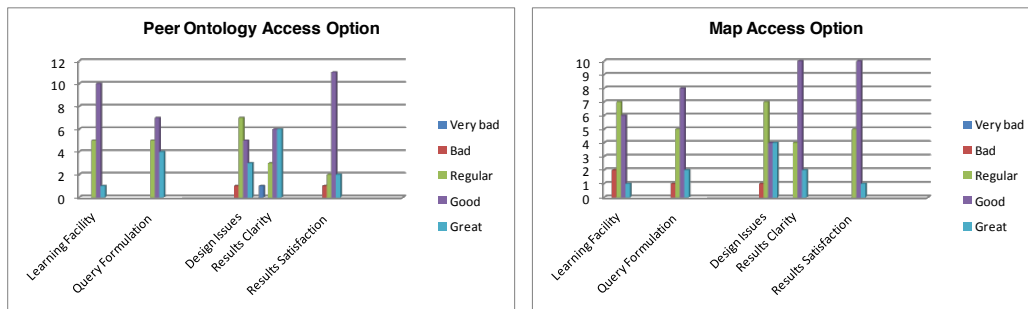 Peer Ontology Access Option
12
10
8
6
4
2
0
Learning Facility
Query Formulation
Design Issues
Results Clarity
Results Satisfaction
Very bad
Bad
Regular
Good
Great
Map Access Option
10
9
8
7
6
5
4
3
2
1
0
Learning Facility
Query Formulation
Design Issues
Results Clarity
Results Satisfaction
Very bad
Bad
Regular
Good
Great